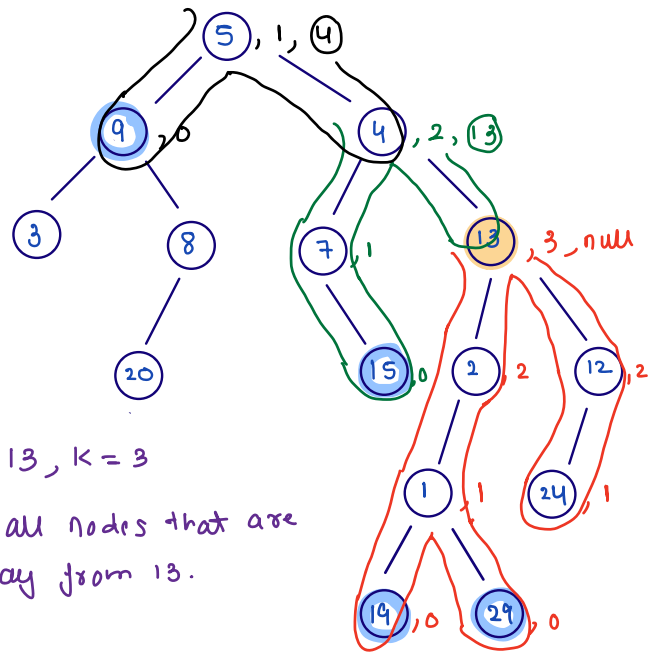 5 , 1 , 4
9 , 0
4 , 2 , 13
3
8
7 , 1
13 , 3 , null
20
15 , 0
2 , 2
12 , 2
13 , K = 3
1 , 1
24 , 1
all nodes that are
ay from 13.
19 , 0
29 , 0